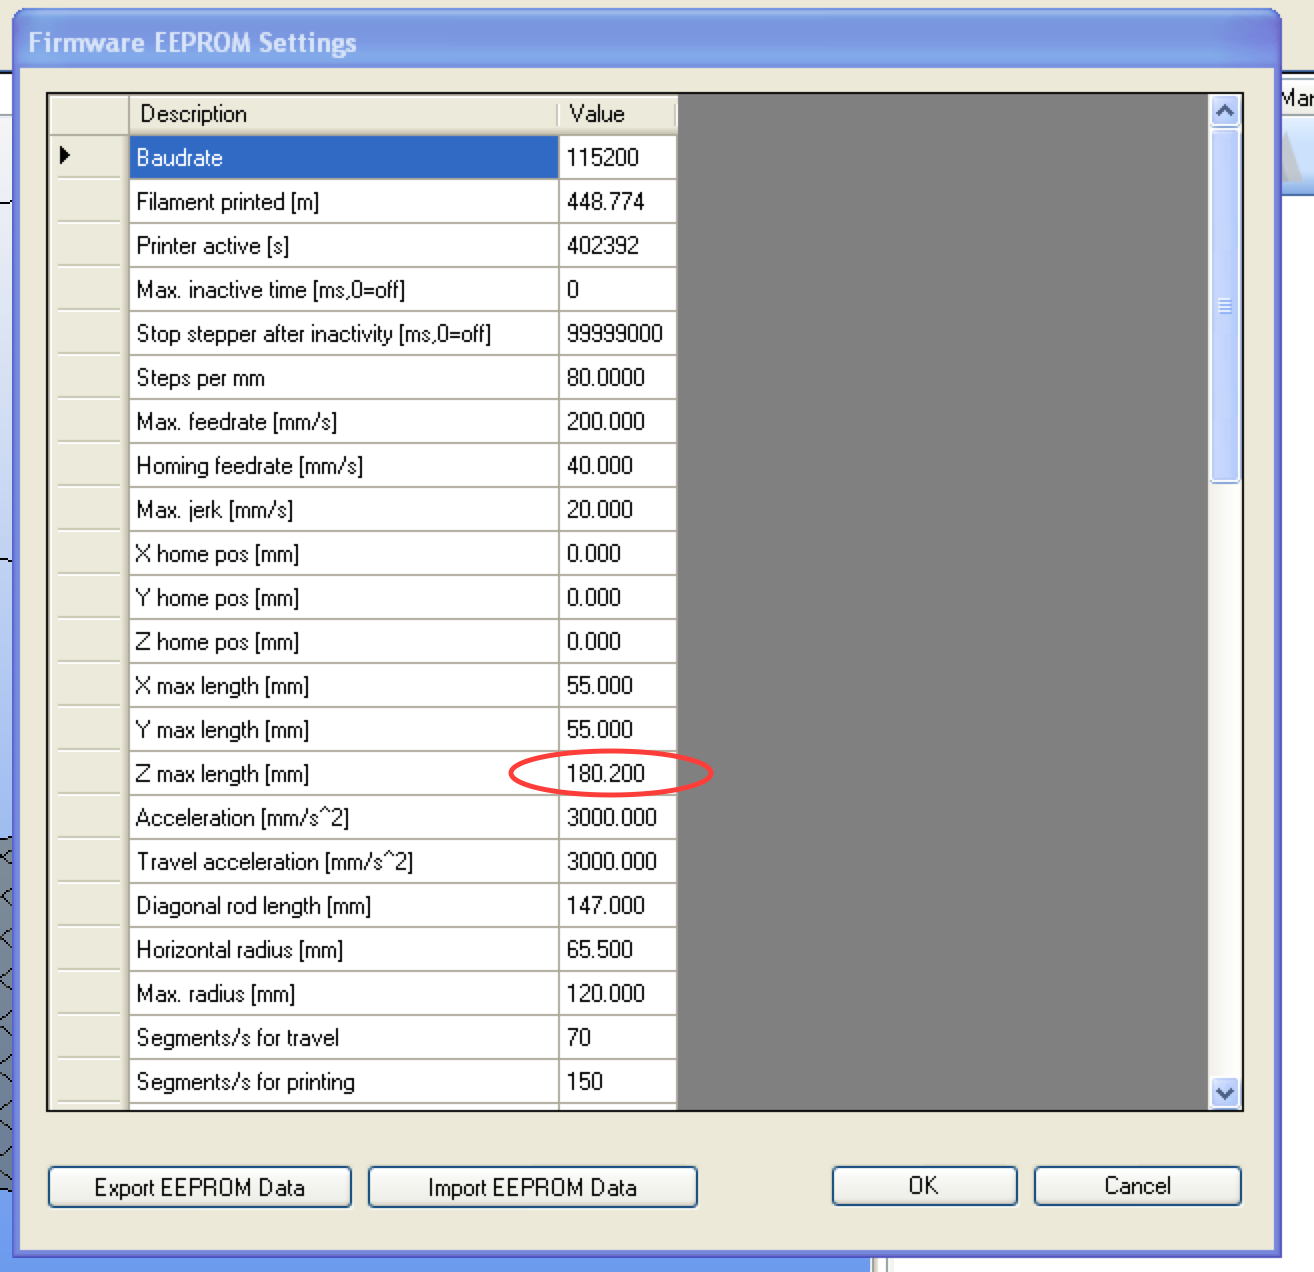 Firmware EEPROM Settings
Description Value
Baudrate 115200
Filament printed [m] 448.774
Printer active [s] 402392
Max. inactive time [ms,0=off] 0
Stop stepper after inactivity [ms,0=off] 99999000
Steps per mm 80.0000
Max. feedrate [mm/s] 200.000
Homing feedrate [mm/s] 40.000
Max. jerk [mm/s] 20.000
X home pos [mm] 0.000
Y home pos [mm] 0.000
Z home pos [mm] 0.000
X max length [mm] 55.000
Y max length [mm] 55.000
Z max length [mm] 180.200
Acceleration [mm/s^2] 3000.000
Travel acceleration [mm/s^2] 3000.000
Diagonal rod length [mm] 147.000
Horizontal radius [mm] 65.500
Max. radius [mm] 120.000
Segments/s for travel 70
Segments/s for printing 150
Export EEPROM Data Import EEPROM Data OK Cancel